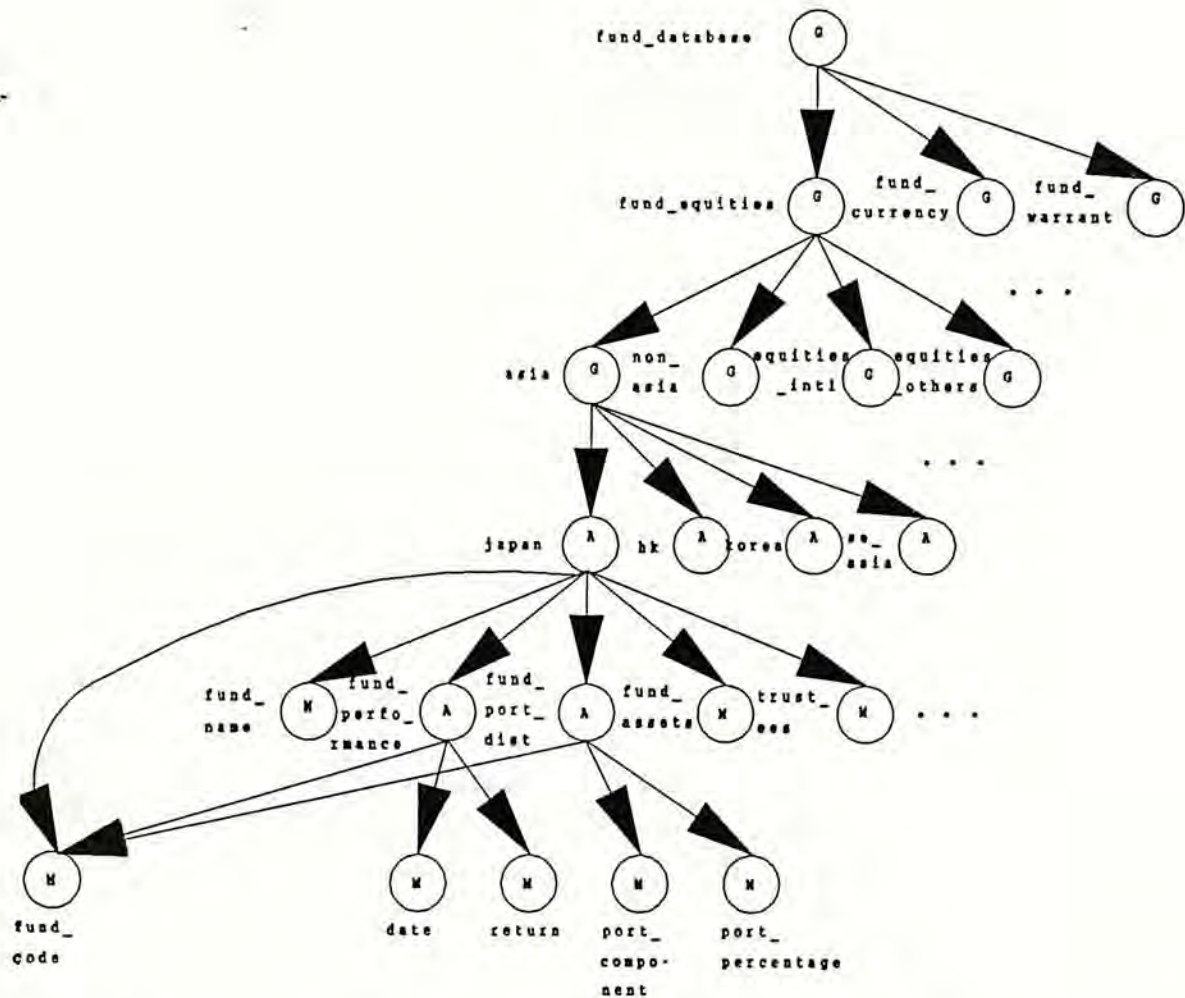 fund_database
G
fund_equities
G
fund_
currency
G
fund_
warrant
G
. . .
asia
G
non_
asia
G
equities
_intl
G
equities
_others
G
. . .
japan
A
hk
A
korea
A
se_
asia
A
fund_
name
M
fund_
perfo_
rmance
A
fund_
port_
dist
A
fund_
assets
M
trust_
ees
M
. . .
M
fund_
code
M
date
M
return
M
port_
compo-
nent
M
port_
percentage